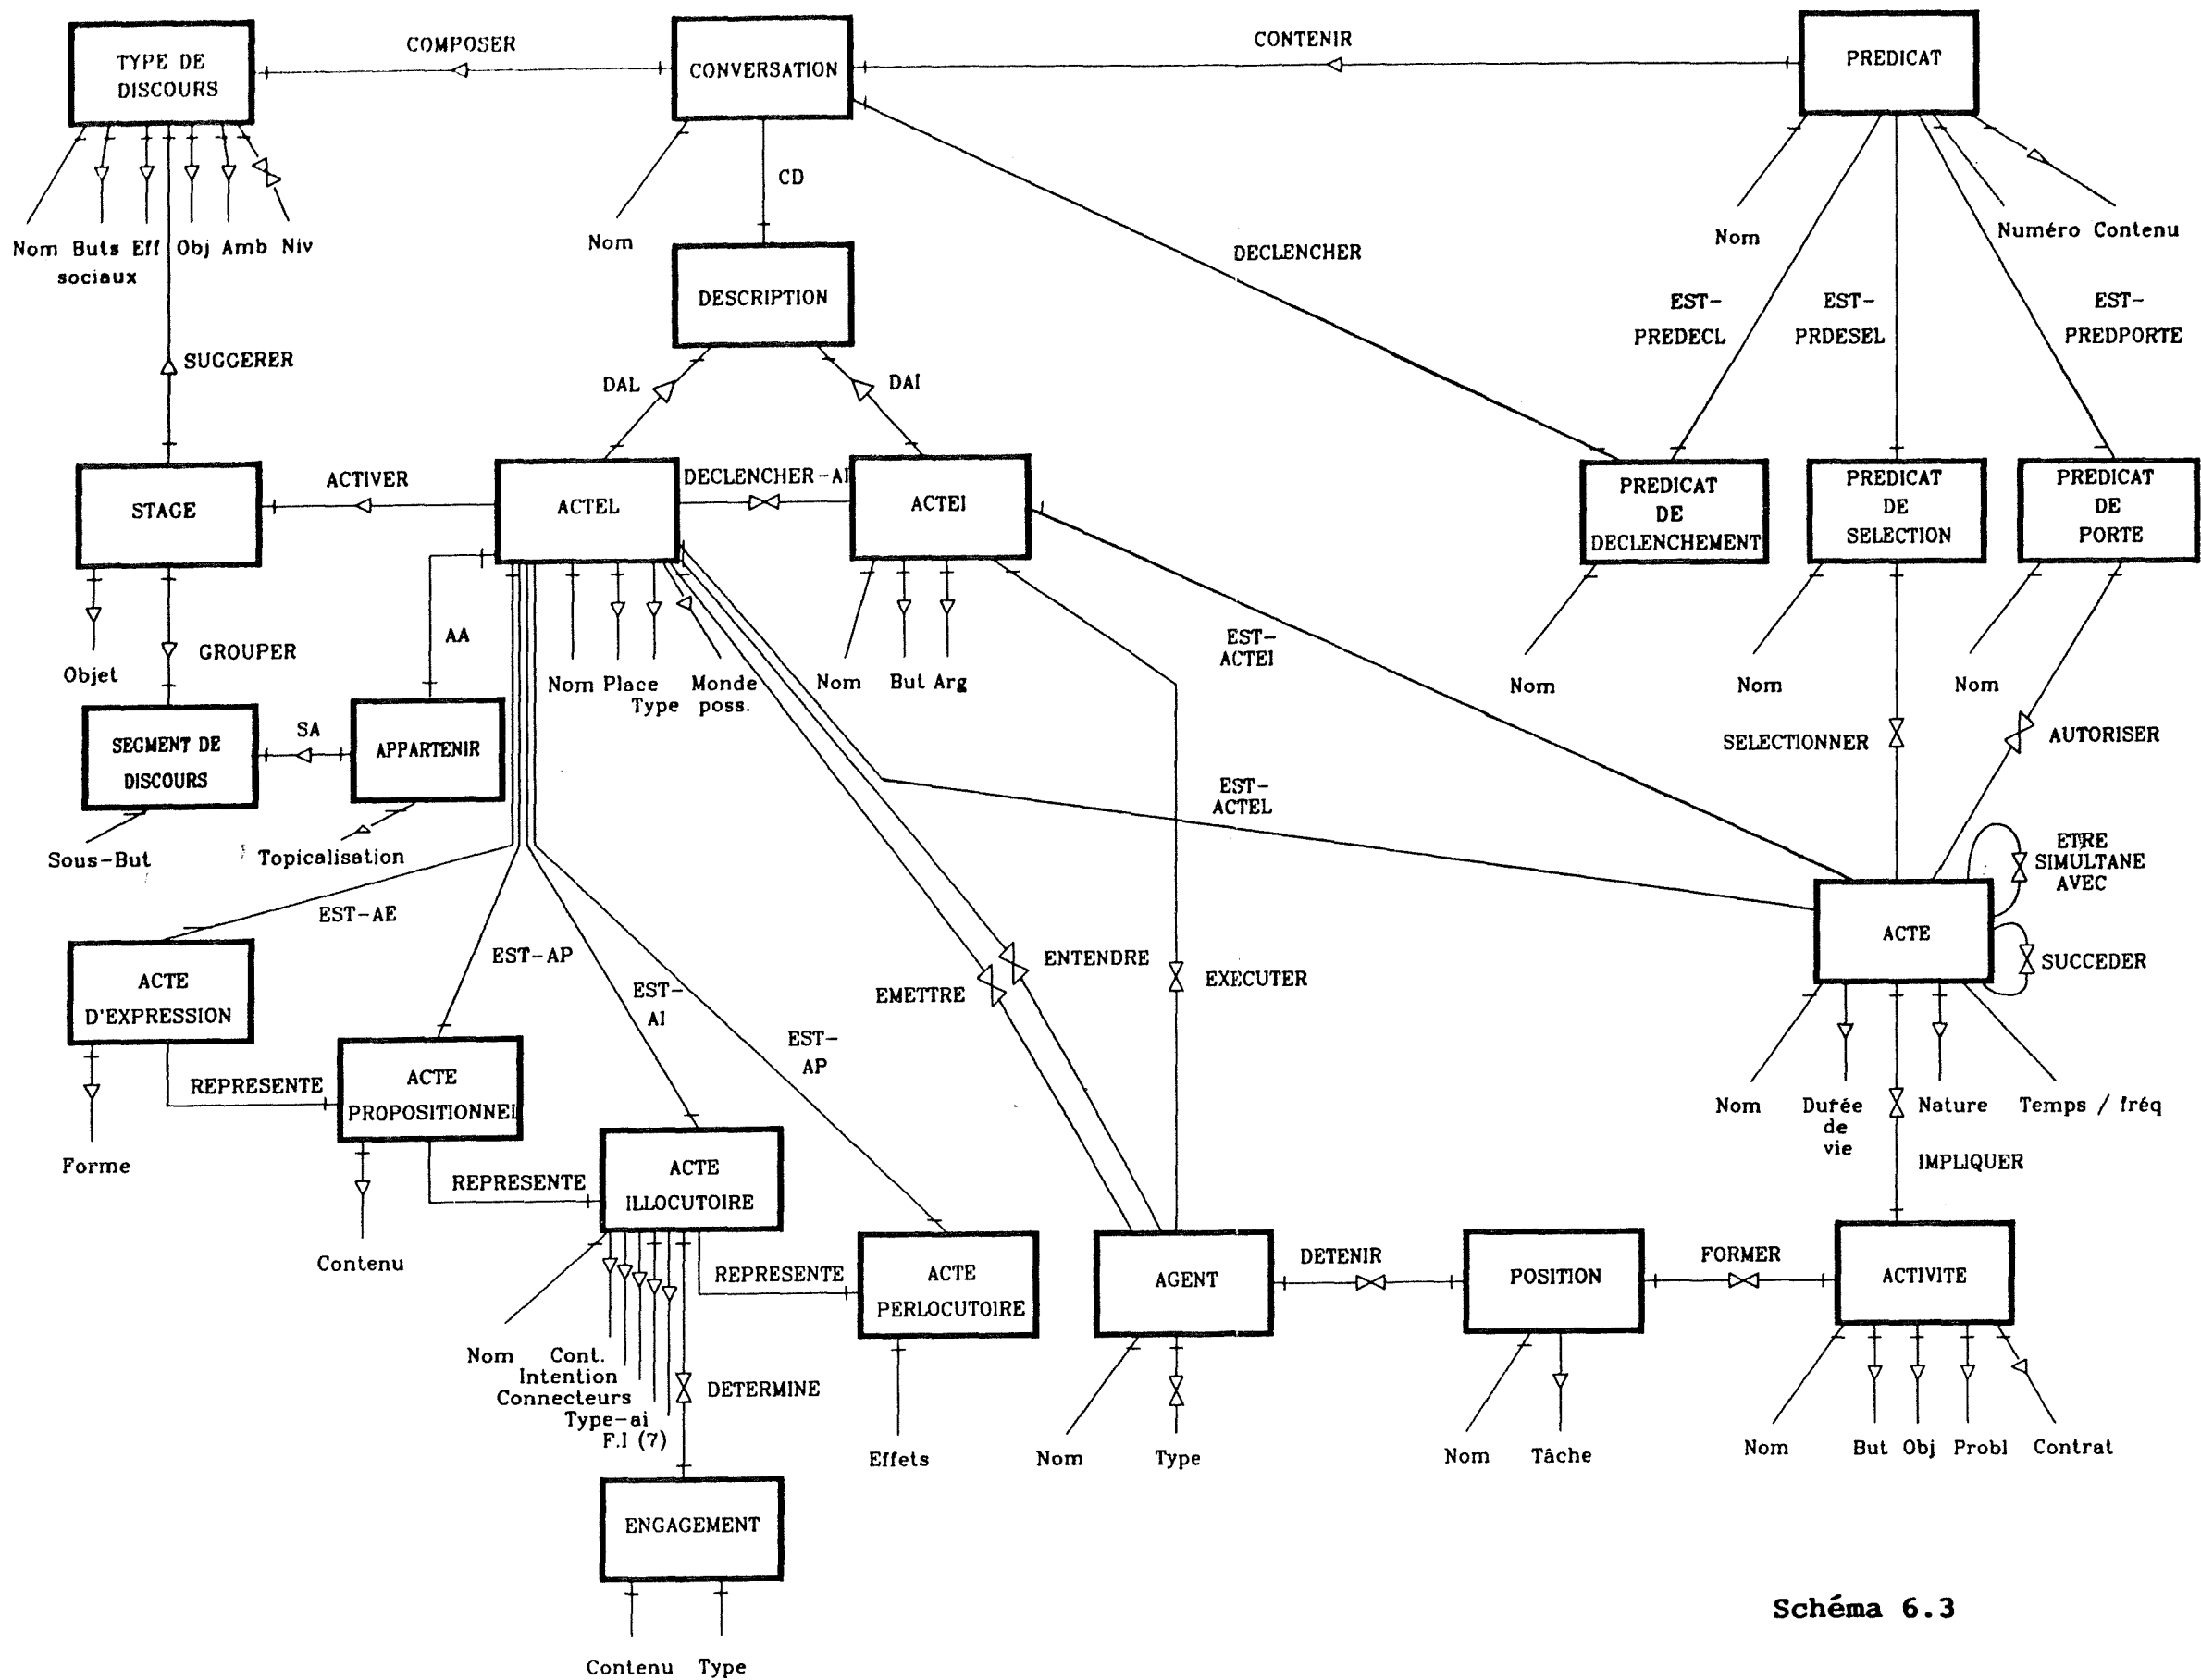 COMPOSER
CONTENIR
TYPE DE
DISCOURS
CONVERSATION
PREDICAT
Nom Buts Eff Obj Amb Niv
sociaux
Nom
CD
Nom
Numéro Contenu
DECLENCHER
DESCRIPTION
EST-
PREDECL
EST-
PRDESEL
EST-
PREDPORTE
SUGGERER
DAL
DAI
STAGE
ACTIVER
ACTEL
DECLENCHER-AI
ACTEI
PREDICAT
DE
DECLENCHEMENT
PREDICAT
DE
SELECTION
PREDICAT
DE
PORTE
Objet
GROUPER
AA
Nom Place
Type
Monde
poss.
Nom
But Arg
EST-
ACTEI
Nom
Nom
Nom
SEGMENT DE
DISCOURS
SA
APPARTENIR
SELECTIONNER
AUTORISER
EST-
ACTEL
Sous-But
Topicalisation
ETRE
SIMULTANE
AVEC
EST-AE
EST-AP
EST-
AI
EST-
AP
EMETTRE
ENTENDRE
EXECUTER
ACTE
SUCCEDER
ACTE
D'EXPRESSION
REPRESENTE
ACTE
PROPOSITIONNEL
Nom
Durée
de
vie
Nature
Temps / fréq
Forme
REPRESENTE
ACTE
ILLOCUTOIRE
IMPLIQUER
Contenu
REPRESENTE
ACTE
PERLOCUTOIRE
AGENT
DETENIR
POSITION
FORMER
ACTIVITE
Nom
Cont.
Intention
Connecteurs
Type-ai
F.I (7)
DETERMINE
Effets
Nom
Type
Nom
Tâche
Nom
But Obj Probl Contrat
ENGAGEMENT
Contenu Type
Schéma 6.3